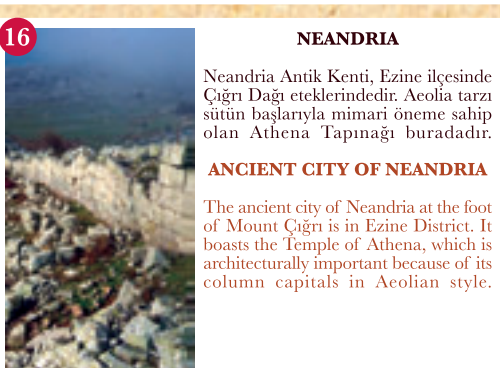 16
NEANDRIA
Neandria Antik Kenti, Ezine ilçesinde
Çığrı Dağı eteklerindedir. Aeolia tarzı
sütün başlarıyla mimari öneme sahip
olan Athena Tapınağı buradadır.
ANCIENT CITY OF NEANDRIA
The ancient city of Neandria at the foot
of Mount Çığrı is in Ezine District. It
boasts the Temple of Athena, which is
architecturally important because of its
column capitals in Aeolian style.